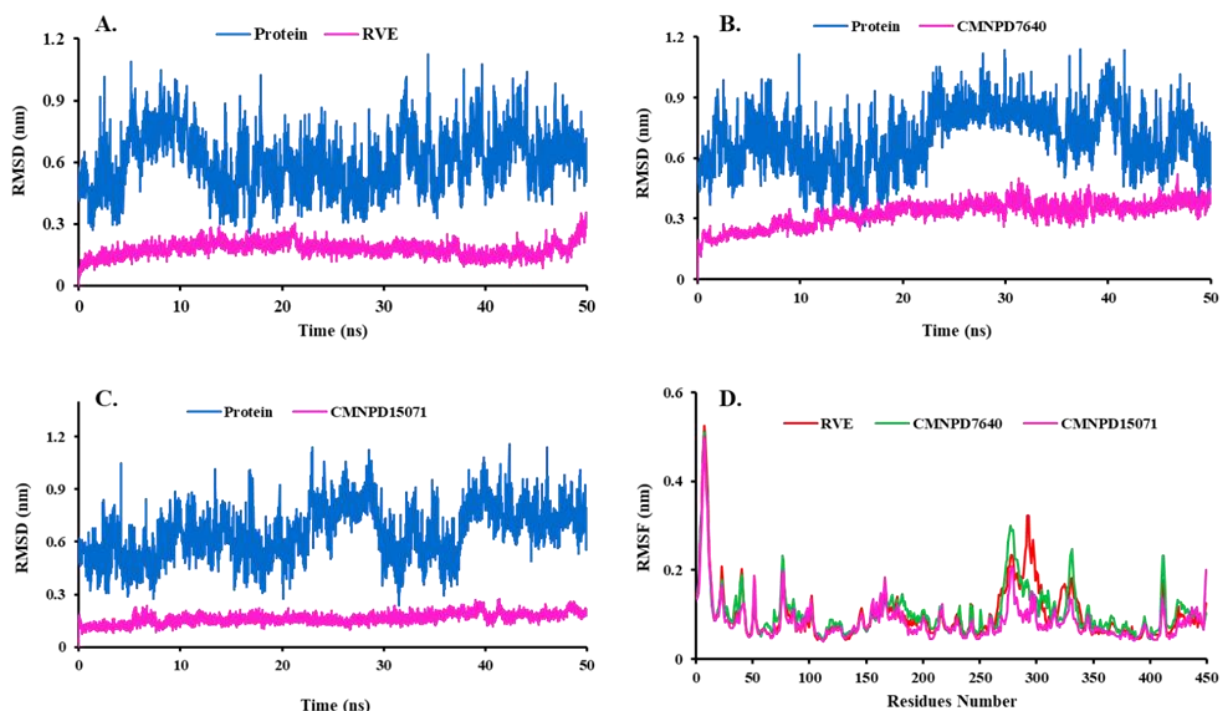 A.
Protein RVE
1.2
0.9
0.6
0.3
0
RMSD (nm)
0 10 20 30 40 50
Time (ns)
B.
Protein CMNPD7640
1.2
0.9
0.6
0.3
0
RMSD (nm)
0 10 20 30 40 50
Time (ns)
C.
Protein CMNPD15071
1.2
0.9
0.6
0.3
0
RMSD (nm)
0 10 20 30 40 50
Time (ns)
D.
RVE CMNPD7640 CMNPD15071
0.6
0.4
0.2
0
RMSF (nm)
0 50 100 150 200 250 300 350 400 450
Residues Number